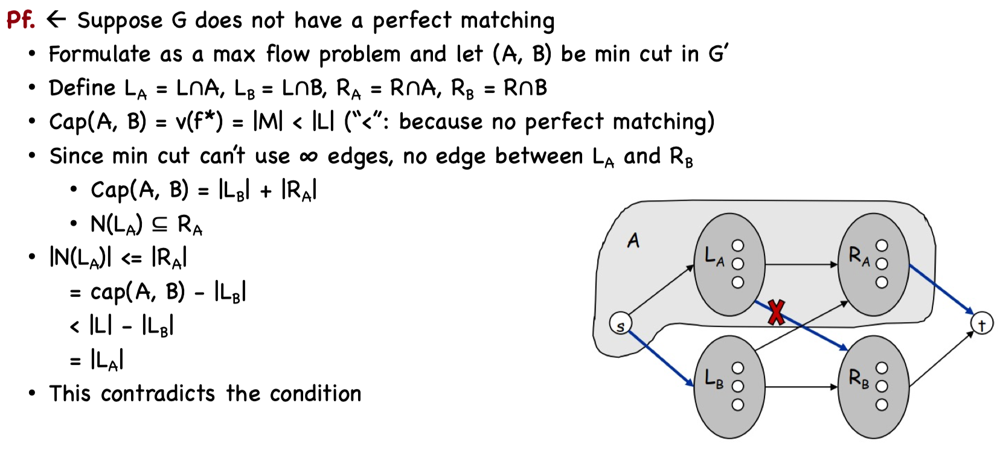 Pf. ← Suppose G does not have a perfect matching
• Formulate as a max flow problem and let (A, B) be min cut in G′
• Define L_A = L∩A, L_B = L∩B, R_A = R∩A, R_B = R∩B
• Cap(A, B) = v(f*) = |M| < |L| (“<”: because no perfect matching)
• Since min cut can't use ∞ edges, no edge between L_A and R_B
• Cap(A, B) = |L_B| + |R_A|
• N(L_A) ⊆ R_A
• |N(L_A)| <= |R_A|
= cap(A, B) - |L_B|
< |L| - |L_B|
= |L_A|
• This contradicts the condition
A
L_A
R_A
X
s
t
L_B
R_B